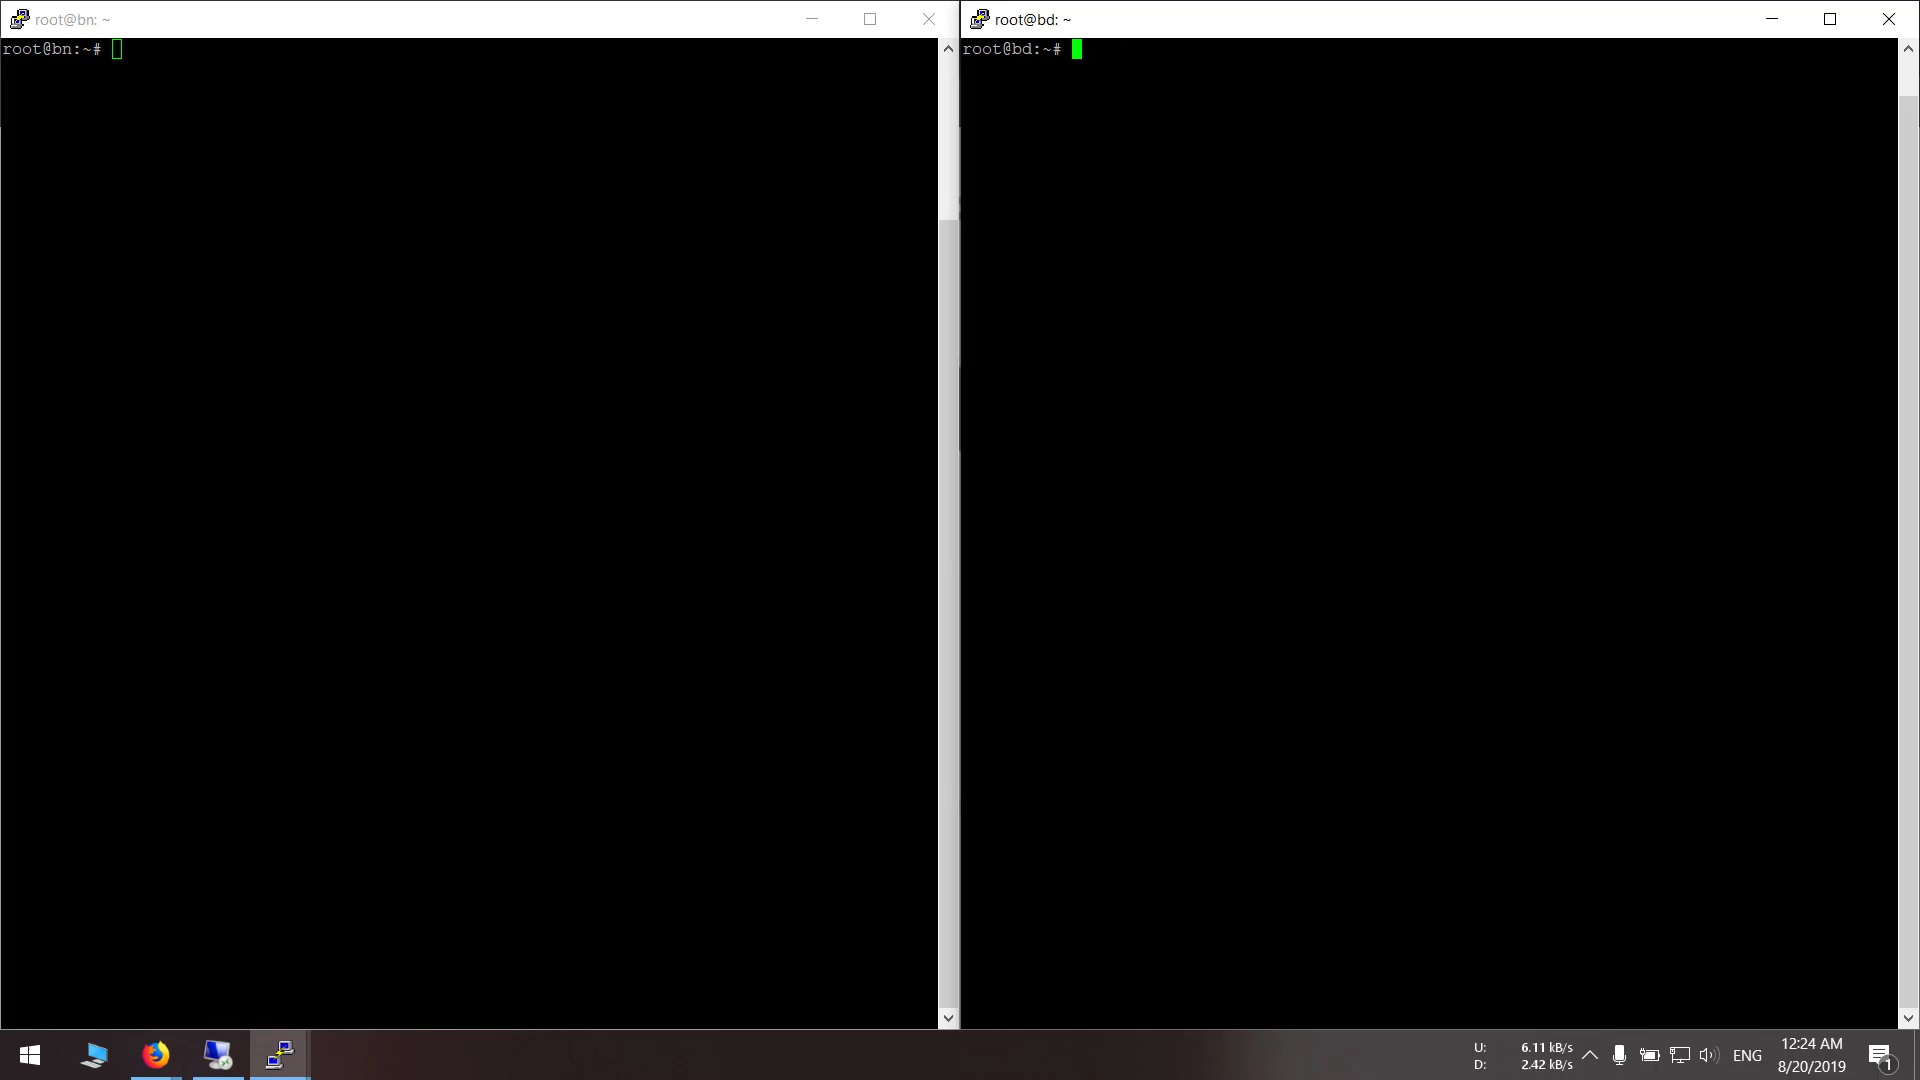 root@bn: ~
root@bn:~#
root@bd: ~
root@bd:~#
U: 6.11 kB/s
D: 2.42 kB/s
ENG
12:24 AM
8/20/2019
1